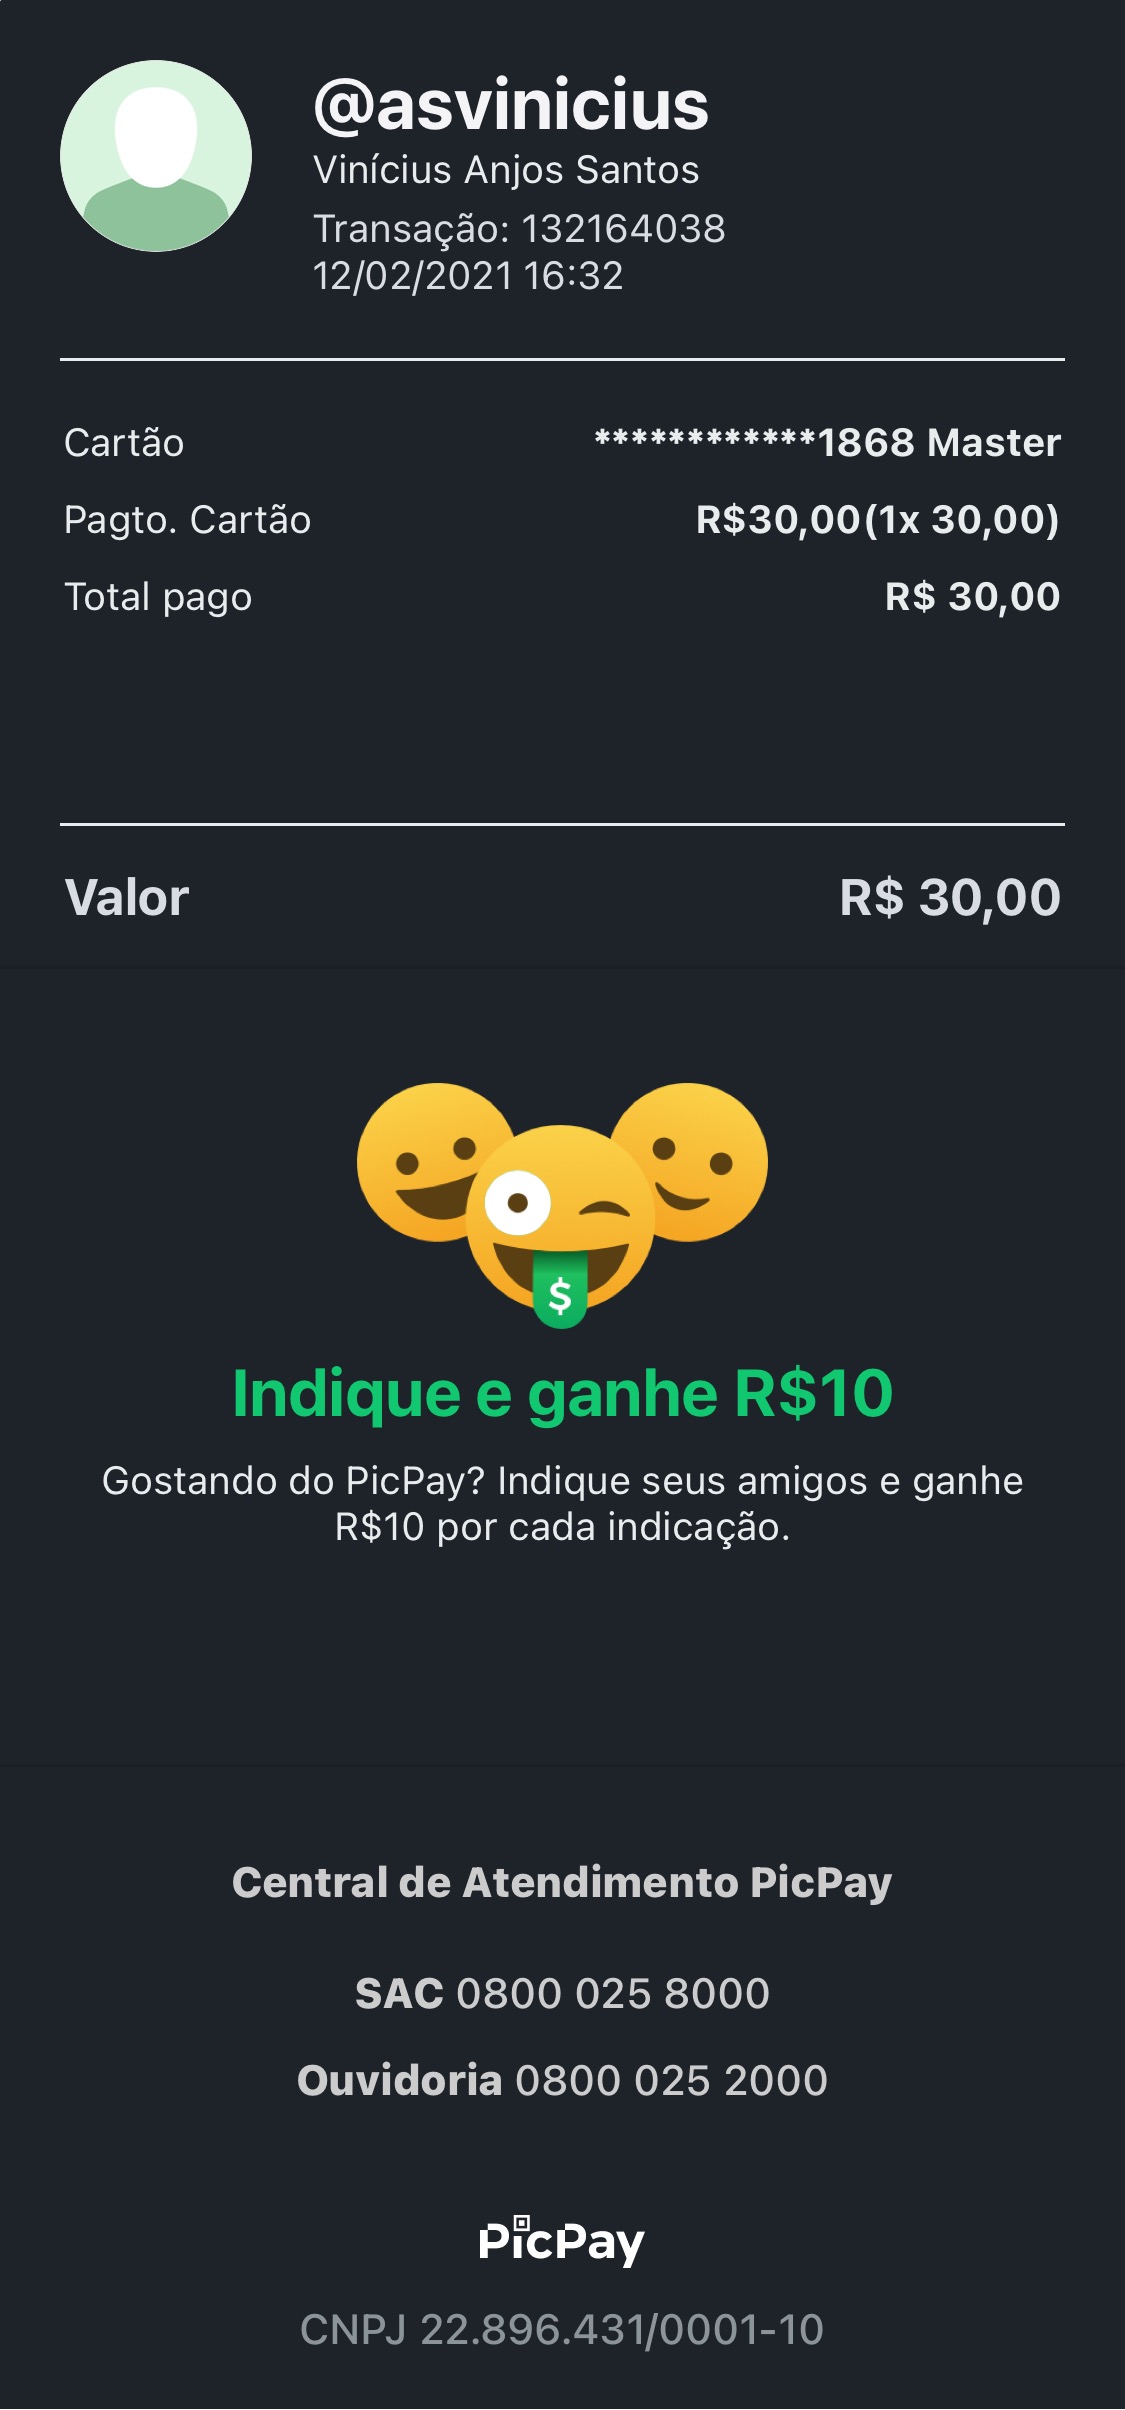 @asvinicius
Vinícius Anjos Santos
Transação: 132164038
12/02/2021 16:32
Cartão ************1868 Master
Pagto. Cartão R$30,00(1x 30,00)
Total pago R$ 30,00
Valor R$ 30,00
$
Indique e ganhe R$10
Gostando do PicPay? Indique seus amigos e ganhe
R$10 por cada indicação.
Central de Atendimento PicPay
SAC 0800 025 8000
Ouvidoria 0800 025 2000
PicPay
CNPJ 22.896.431/0001-10